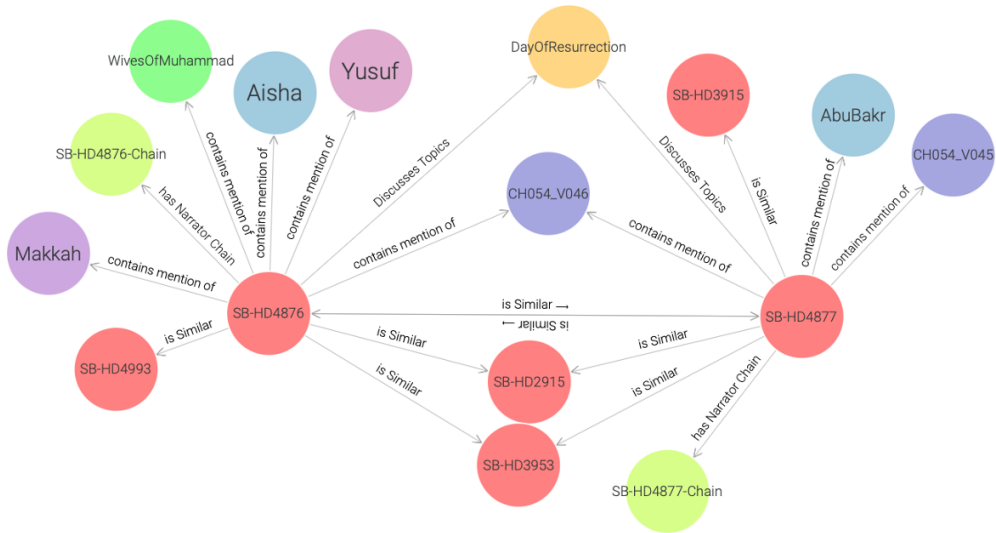 WivesOfMuhammad
Aisha
Yusuf
DayOfResurrection
SB-HD3915
AbuBakr
CH054_V045
SB-HD4876-Chain
contains mention of
contains mention of
contains mention of
Discusses Topics
Discusses Topics
is Similar
contains mention of
contains mention of
has Narrator Chain
CH054_V046
Makkah
contains mention of
contains mention of
contains mention of
SB-HD4876
is Similar →
is Similar →
SB-HD4877
is Similar
is Similar
is Similar
SB-HD4993
SB-HD2915
is Similar
is Similar
has Narrator Chain
SB-HD3953
SB-HD4877-Chain